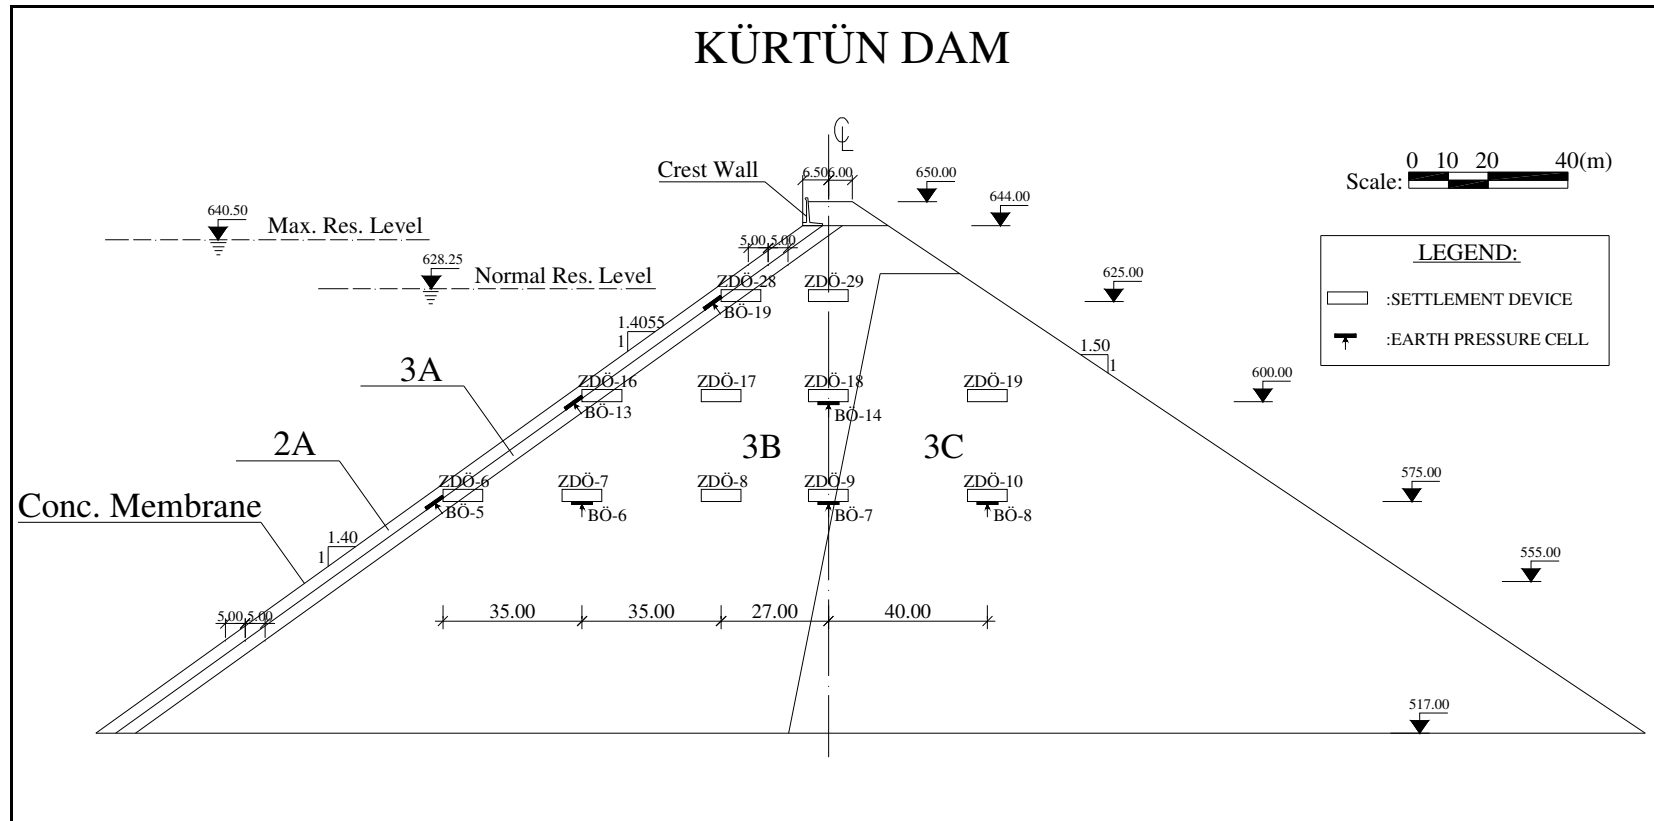 KÜRTÜN DAM
℄
Crest Wall
6.50
6.00
650.00
644.00
0 10 20 40(m)
Scale:
640.50
Max. Res. Level
628.25
Normal Res. Level
5.00
5.00
LEGEND:
:SETTLEMENT DEVICE
:EARTH PRESSURE CELL
625.00
ZDÖ-28
ZDÖ-29
BÖ-19
1.4055
1
1.50
1
3A
ZDÖ-16
ZDÖ-17
ZDÖ-18
ZDÖ-19
600.00
BÖ-13
BÖ-14
2A
3B
3C
575.00
ZDÖ-6
ZDÖ-7
ZDÖ-8
ZDÖ-9
ZDÖ-10
Conc. Membrane
BÖ-5
BÖ-6
BÖ-7
BÖ-8
1.40
1
555.00
5.00
5.00
35.00
35.00
27.00
40.00
517.00